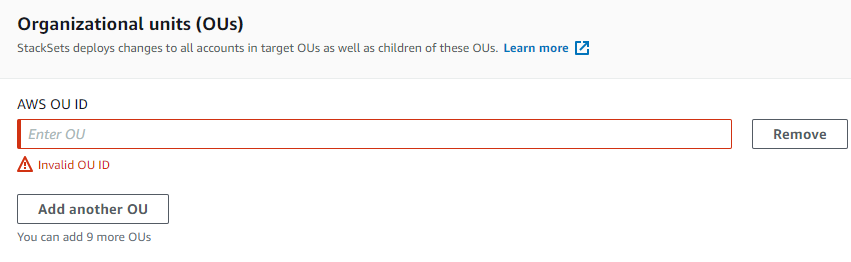 Organizational units (OUs)
StackSets deploys changes to all accounts in target OUs as well as children of these OUs. Learn more
AWS OU ID
Enter OU
Remove
Invalid OU ID
Add another OU
You can add 9 more OUs